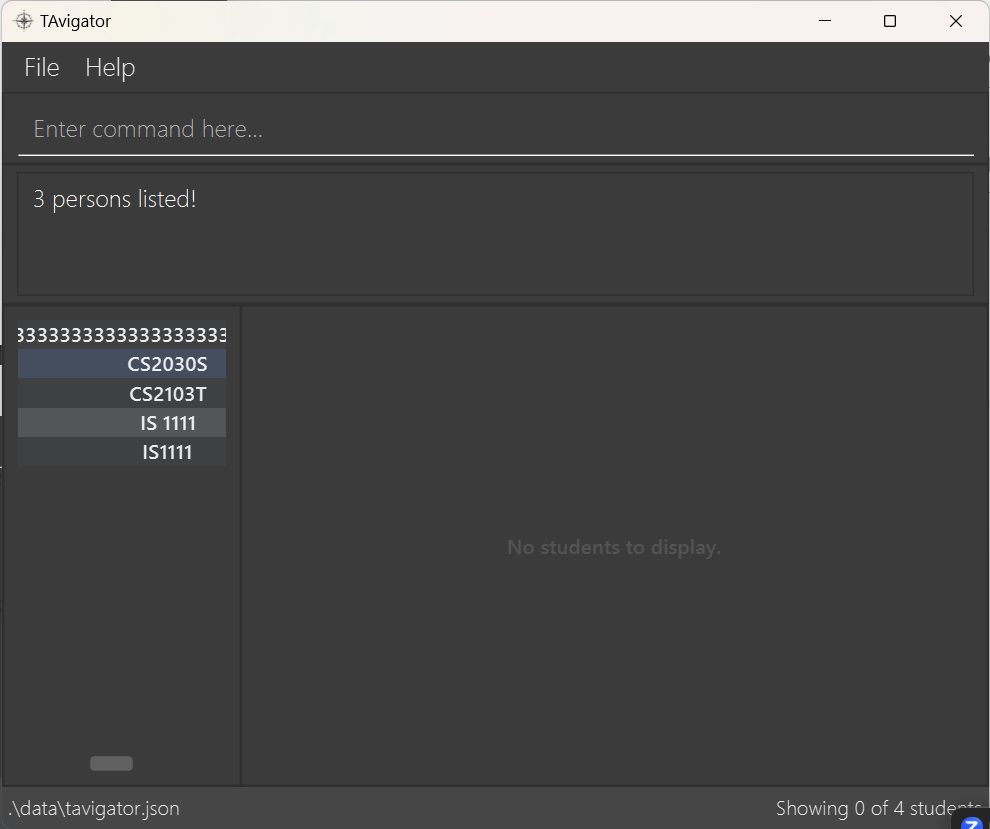 TAvigator
File Help
Enter command here...
3 persons listed!
CS2030S
CS2103T
IS 1111
IS1111
No students to display.
.\data\tavigator.json
Showing 0 of 4 students